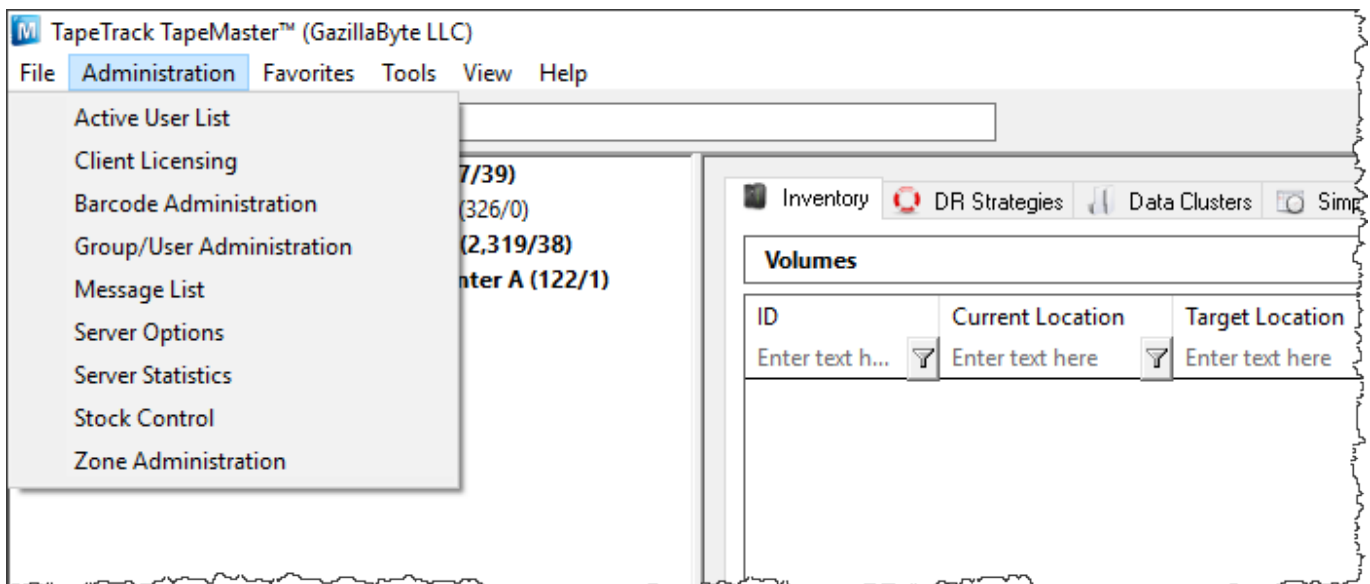 TapeTrack TapeMaster™ (GazillaByte LLC)
File Administration Favorites Tools View Help
Active User List
Client Licensing
Barcode Administration
Group/User Administration
Message List
Server Options
Server Statistics
Stock Control
Zone Administration
7/39)
(326/0)
(2,319/38)
nter A (122/1)
Inventory DR Strategies Data Clusters
Volumes
ID Current Location Target Location
Enter text h... Enter text here Enter text here